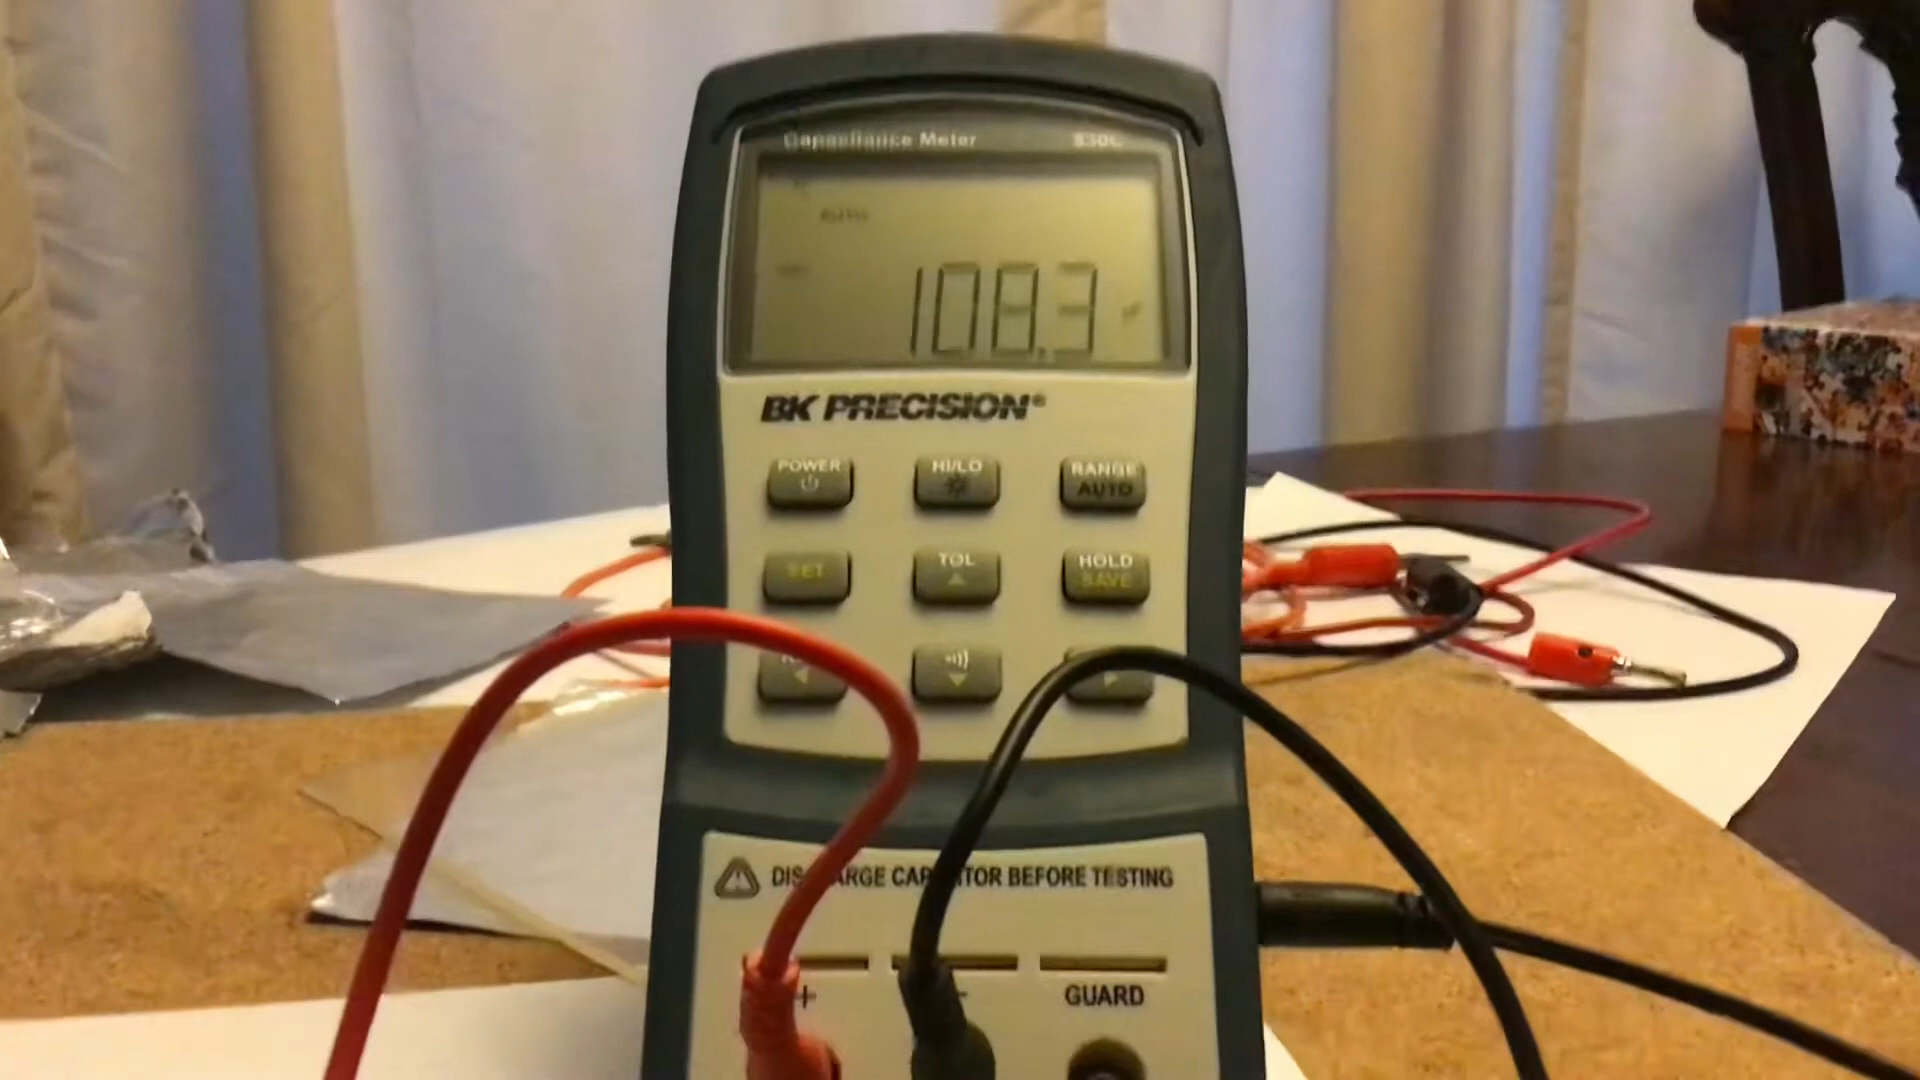 Capacitance Meter 830C
AUTO
108.3
BK PRECISION®
POWER HI/LO RANGE
AUTO
SET TOL HOLD
SAVE
DISCHARGE CAPACITOR BEFORE TESTING
+ -
GUARD